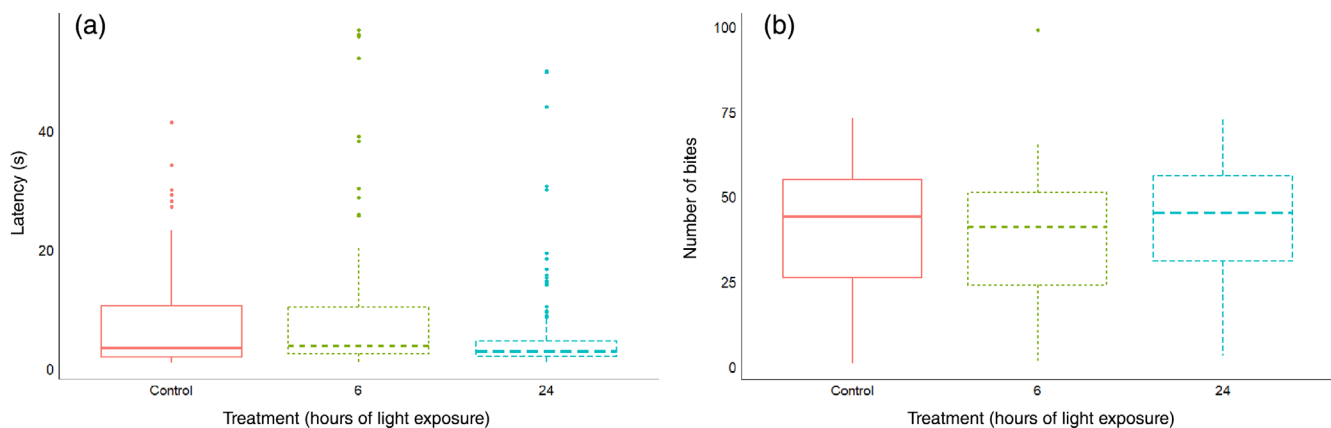 (a)
Latency (s)
40
20
0
Control
6
24
Treatment (hours of light exposure)
(b)
Number of bites
100
75
50
25
0
Control
6
24
Treatment (hours of light exposure)